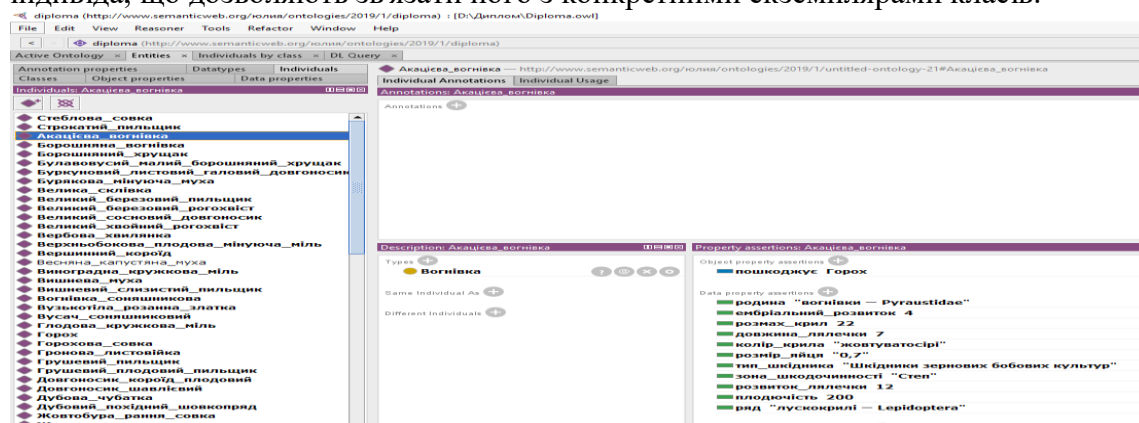 індивіда, що дозволяють зв'язати його з конкретними екземплярами класів.
diploma (http://www.semanticweb.org/юлия/ontologies/2019/1/diploma) : [D:\Диплом\Diploma.owl]
File Edit View Reasoner Tools Refactor Window Help
< > diploma (http://www.semanticweb.org/юлия/ontologies/2019/1/diploma)
Active Ontology × Entities × Individuals by class × DL Query ×
Annotation properties Datatypes Individuals
Classes Object properties Data properties
Individuals: Акацієва_вогнівка
Стеблова_совка
Строкатий_пильщик
Акацієва_вогнівка
Борошняна_вогнівка
Борошняний_хрущак
Булавовусий_малий_борошняний_хрущак
Буркуновий_листовий_галовий_довгоносик
Бурякова_мінуюча_муха
Велика_склівка
Великий_березовий_пильщик
Великий_березовий_рогохвіст
Великий_сосновий_довгоносик
Великий_хвойний_рогохвіст
Вербова_хвилянка
Верхньобокова_плодова_мінуюча_міль
Вершинний_короїд
Весняна_капустяна_муха
Виноградна_кружкова_міль
Вишнева_муха
Вишневий_слизистий_пильщик
Вогнівка_соняшникова
Вузькотіла_розанна_златка
Вусач_соняшниковий
Глодова_кружкова_міль
Горох
Горохова_совка
Гронова_листовійка
Грушевий_пильщик
Грушевий_плодовий_пильщик
Довгоносик_короїд_плодовий
Довгоносик_шавлієвий
Дубова_чубатка
Дубовий_похідний_шовкопряд
Жовтобура_рання_совка
Акацієва_вогнівка — http://www.semanticweb.org/юлия/ontologies/2019/1/untitled-ontology-21#Акацієва_вогнівка
Individual Annotations Individual Usage
Annotations: Акацієва_вогнівка
Annotations
Description: Акацієва_вогнівка
Types
Вогнівка
Same Individual As
Different Individuals
Property assertions: Акацієва_вогнівка
Object property assertions
пошкоджує Горох
Data property assertions
родина "вогнівки — Pyraustidae"
ембріальний_розвиток 4
розмах_крил 22
довжина_лялечки 7
колір_крила "жовтуватосірі"
розмір_яйця "0,7"
тип_шкідника "Шкідники зернових бобових культур"
зона_шкодочинності "Степ"
розвиток_лялечки 12
плодючість 200
ряд "лускокрилі — Lepidoptera"